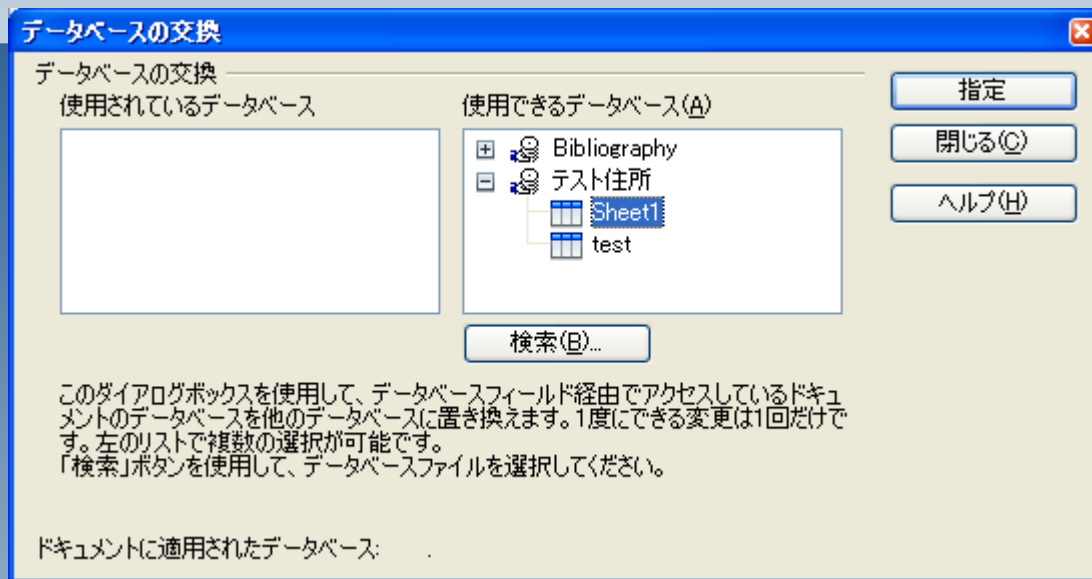 データベースの交換
データベースの交換
使用されているデータベース
使用できるデータベース(A)
Bibliography
テスト住所
Sheet1
test
検索(B)...
指定
閉じる(C)
ヘルプ(H)
このダイアログボックスを使用して、データベースフィールド経由でアクセスしているドキュ
メントのデータベースを他のデータベースに置き換えます。1度にできる変更は1回だけで
す。左のリストで複数の選択が可能です。
「検索」ボタンを使用して、データベースファイルを選択してください。
ドキュメントに適用されたデータベース: .